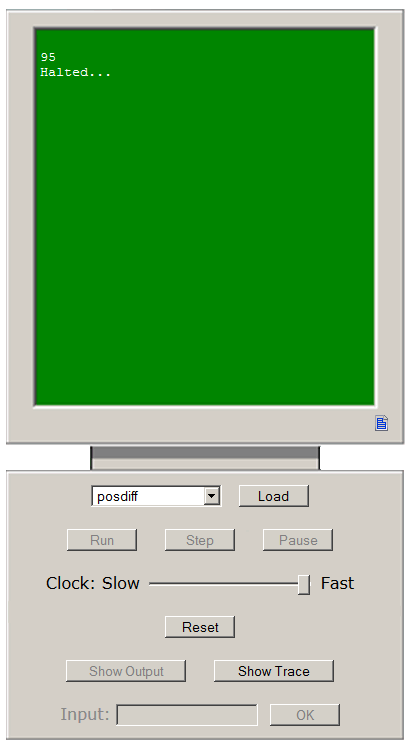 95
Halted...
posdiff Load
Run Step Pause
Clock: Slow Fast
Reset
Show Output Show Trace
Input: OK